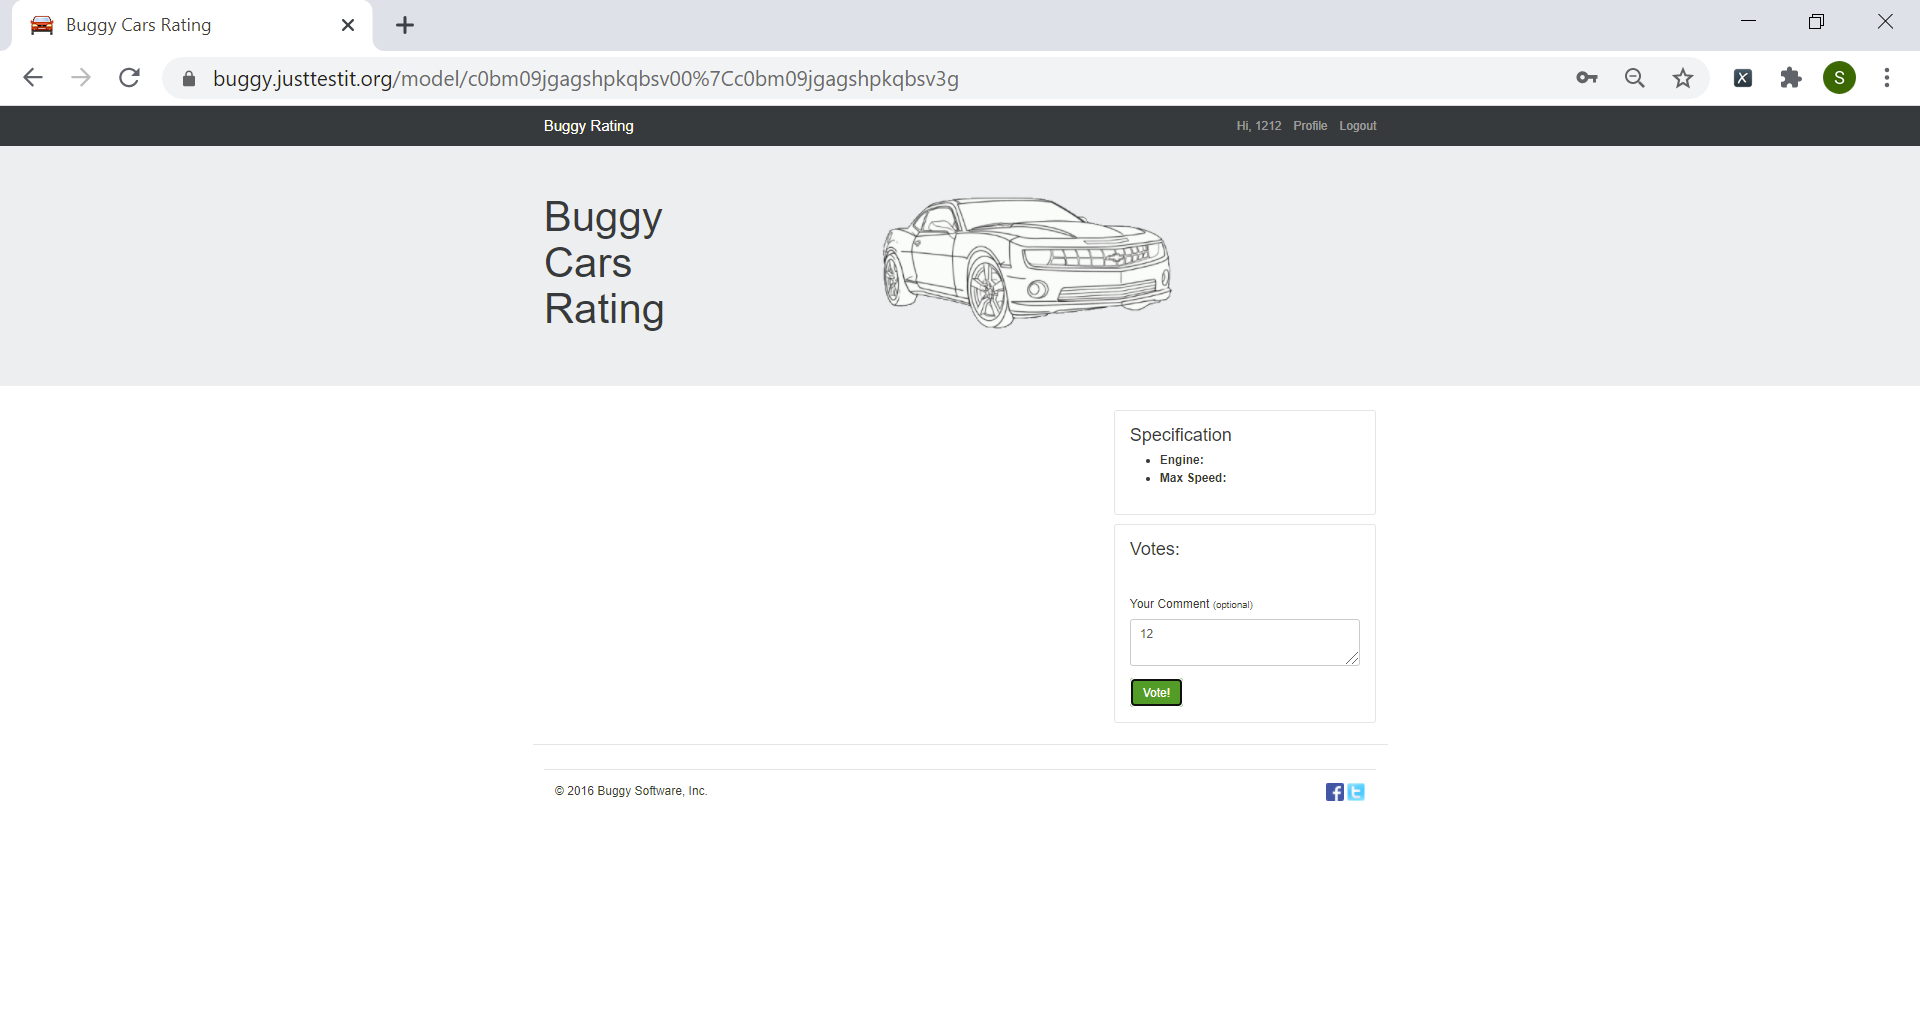 Buggy Cars Rating
buggy.justtestit.org/model/c0bm09jgagshpkqbsv00%7Cc0bm09jgagshpkqbsv3g
S
Buggy Rating
Hi, 1212 Profile Logout
Buggy
Cars
Rating
Specification
Engine:
Max Speed:
Votes:
Your Comment (optional)
12
Vote!
© 2016 Buggy Software, Inc.